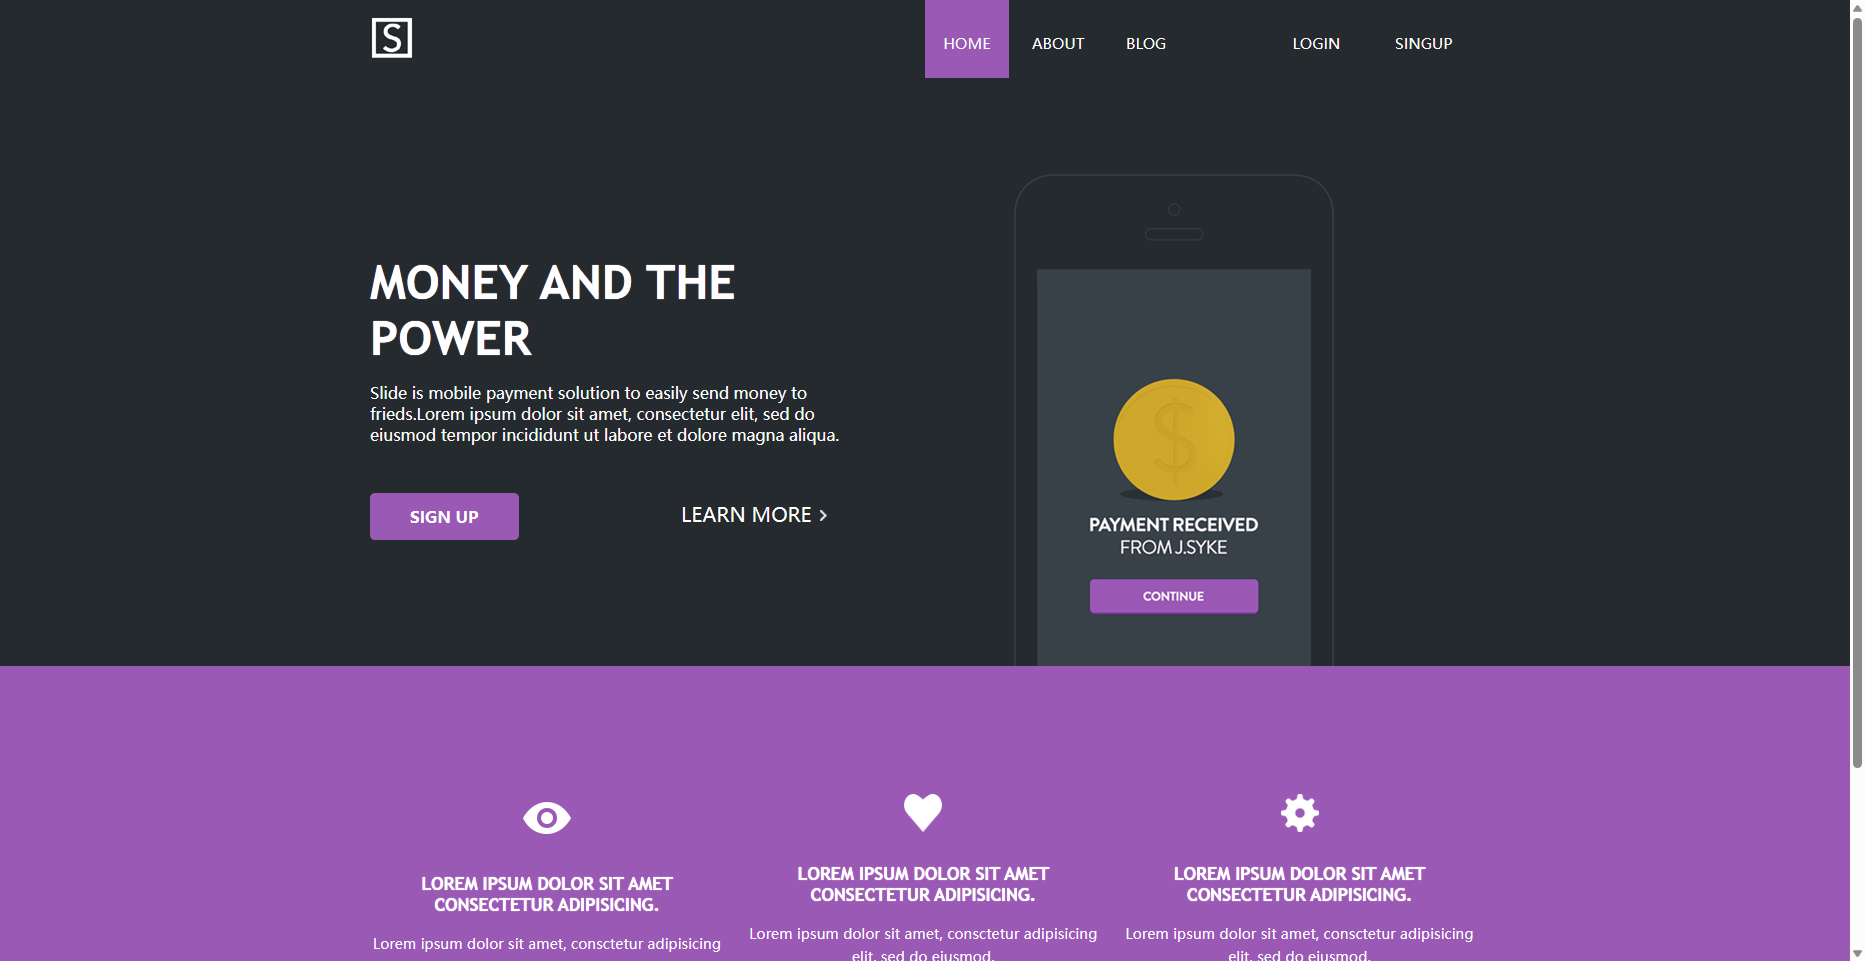 S
HOME ABOUT BLOG LOGIN SINGUP
MONEY AND THE
POWER
Slide is mobile payment solution to easily send money to
frieds.Lorem ipsum dolor sit amet, consectetur elit, sed do
eiusmod tempor incididunt ut labore et dolore magna aliqua.
SIGN UP
LEARN MORE >
$
PAYMENT RECEIVED
FROM J.SYKE
CONTINUE
LOREM IPSUM DOLOR SIT AMET
CONSECTETUR ADIPISICING.
Lorem ipsum dolor sit amet, consctetur adipisicing
LOREM IPSUM DOLOR SIT AMET
CONSECTETUR ADIPISICING.
Lorem ipsum dolor sit amet, consctetur adipisicing
elit, sed do eiusmod.
LOREM IPSUM DOLOR SIT AMET
CONSECTETUR ADIPISICING.
Lorem ipsum dolor sit amet, consctetur adipisicing
elit, sed do eiusmod.